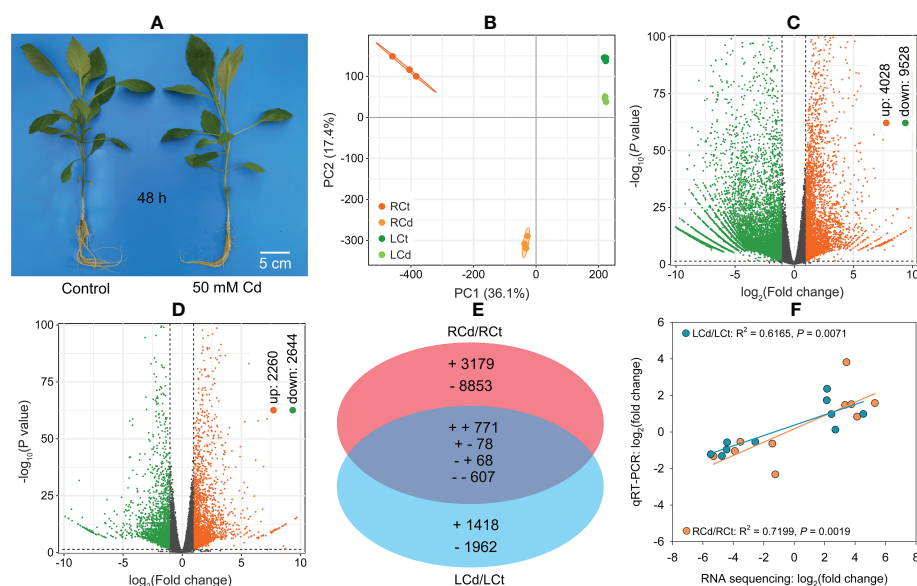 A
48 h
5 cm
Control
50 mM Cd
B
PC2 (17.4%)
100
0
-100
-200
-300
RCt
RCd
LCt
LCd
-400
-200
0
200
PC1 (36.1%)
C
-log10(P value)
100
75
50
25
0
up: 4028
down: 9528
-10
-5
0
5
10
log2(Fold change)
D
-log10(P value)
100
75
50
25
0
up: 2260
down: 2644
-10
-5
0
5
10
log2(Fold change)
E
RCd/RCt
+ 3179
- 8853
+ + 771
+ - 78
- + 68
- - 607
+ 1418
- 1962
LCd/LCt
F
qRT-PCR: log2(fold change)
6
4
2
0
-2
-4
-6
LCd/LCt: R2 = 0.6165, P = 0.0071
RCd/RCt: R2 = 0.7199, P = 0.0019
-8
-6
-4
-2
0
2
4
6
8
RNA sequencing: log2(fold change)